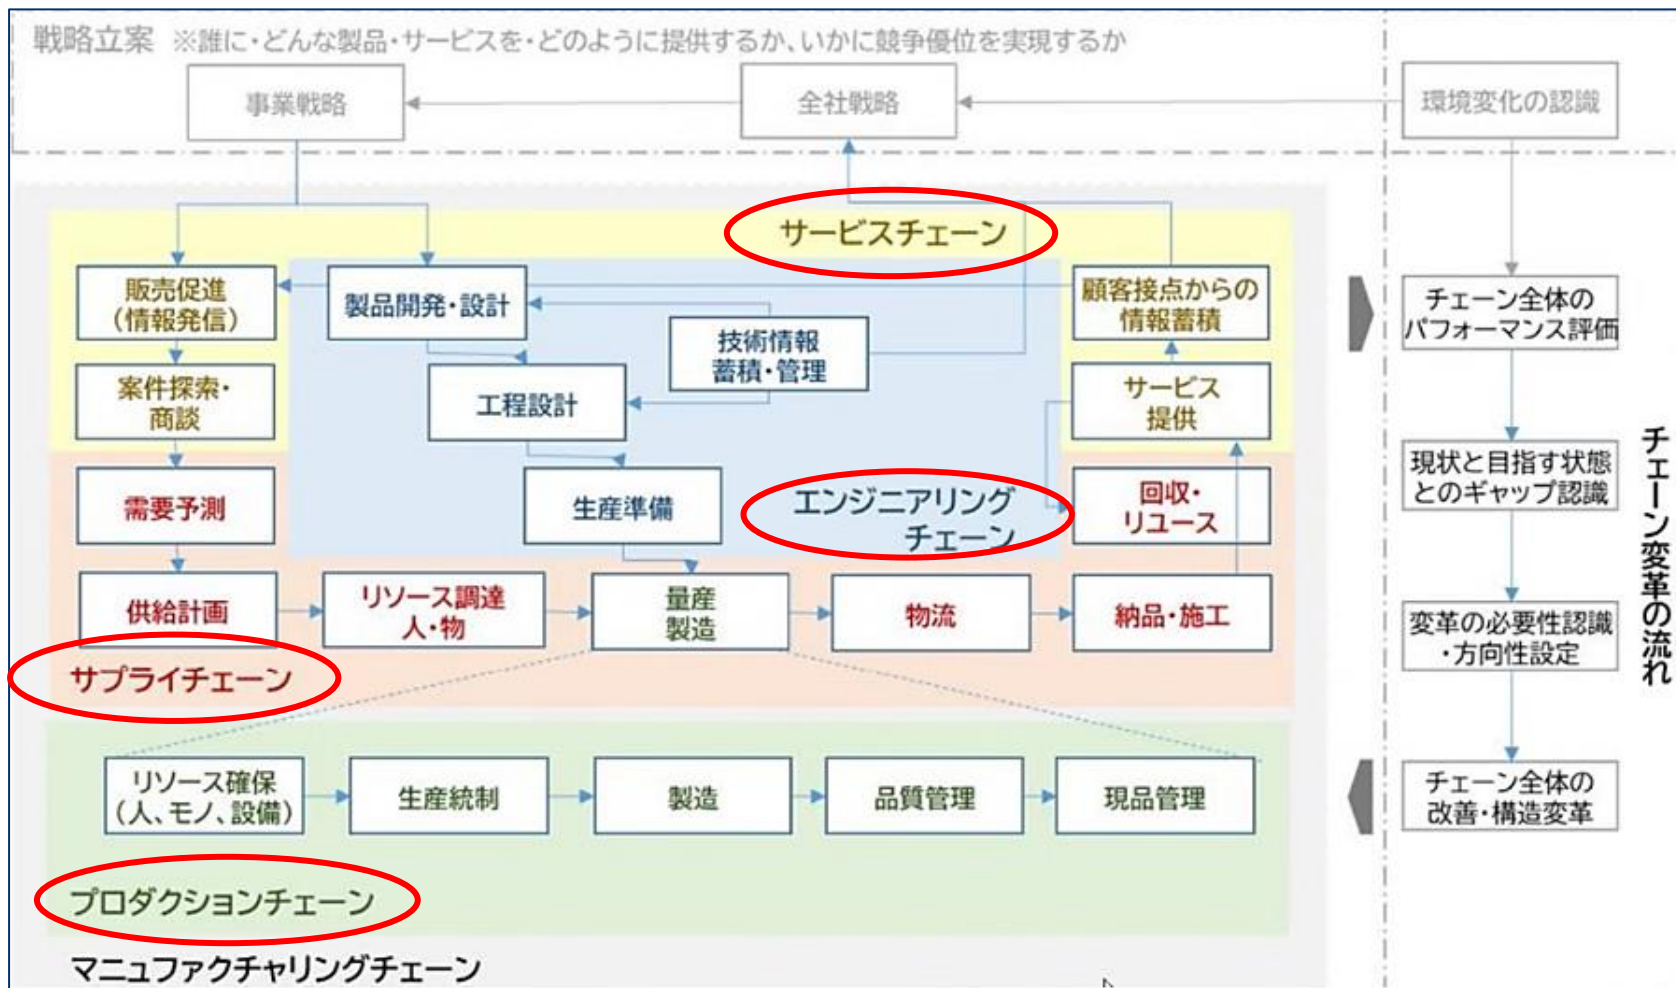 戦略立案 ※誰に・どんな製品・サービスを・どのように提供するか、いかに競争優位を実現するか
事業戦略
全社戦略
環境変化の認識
サービスチェーン
販売促進
（情報発信）
製品開発・設計
技術情報
蓄積・管理
顧客接点からの
情報蓄積
案件探索・
商談
工程設計
サービス
提供
需要予測
生産準備
エンジニアリング
チェーン
回収・
リユース
供給計画
リソース調達
人・物
量産
製造
物流
納品・施工
サプライチェーン
リソース確保
（人、モノ、設備）
生産統制
製造
品質管理
現品管理
プロダクションチェーン
マニュファクチャリングチェーン
チェーン全体の
パフォーマンス評価
現状と目指す状態
とのギャップ認識
変革の必要性認識
・方向性設定
チェーン全体の
改善・構造変革
チェーン変革の流れ